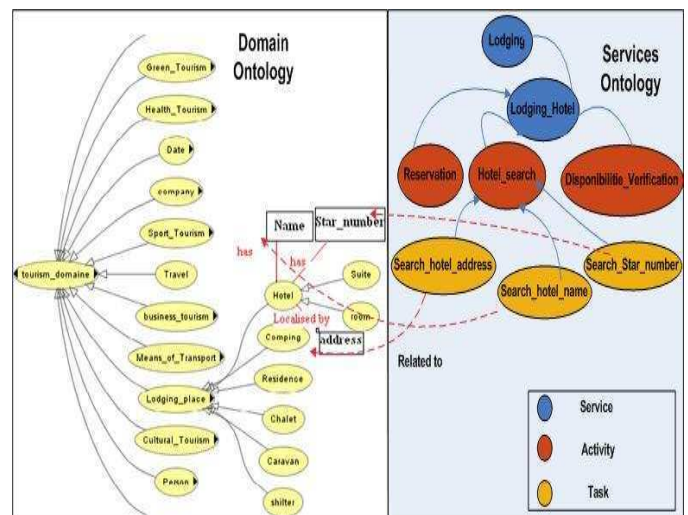 Domain
Ontology
Green_Tourism
Health_Tourism
Date
company
Sport_Tourism
tourism_domaine
Travel
business_tourism
Means_of_Transport
Lodging_place
Cultural_Tourism
Person
Name
Star_number
has
has
Hotel
Suite
room
Localised by
Comping
address
Residence
Chalet
Caravan
shilter
Services
Ontology
Lodging
Lodging_Hotel
Reservation
Hotel_search
Disponibilitie_Verification
Search_hotel_address
Search_hotel_name
Search_Star_number
Related to
Service
Activity
Task